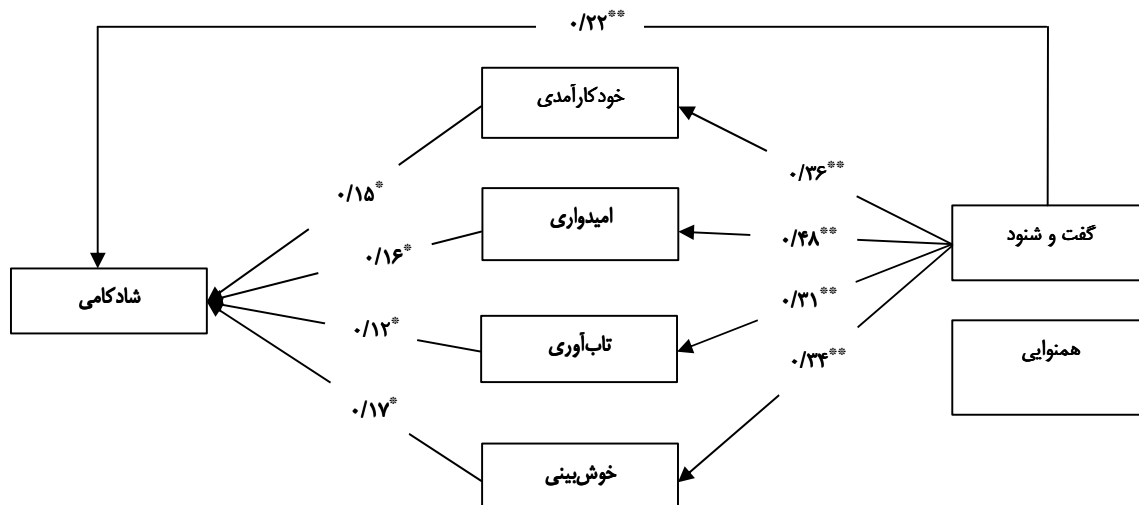 ۰/۲۲**
خودکارآمدی
۰/۳۶**
۰/۱۵*
امیدواری
گفت و شنود
۰/۴۸**
۰/۱۶*
شادکامی
۰/۳۱**
تاب‌آوری
۰/۱۲*
همنوایی
۰/۳۴**
۰/۱۷*
خوش‌بینی